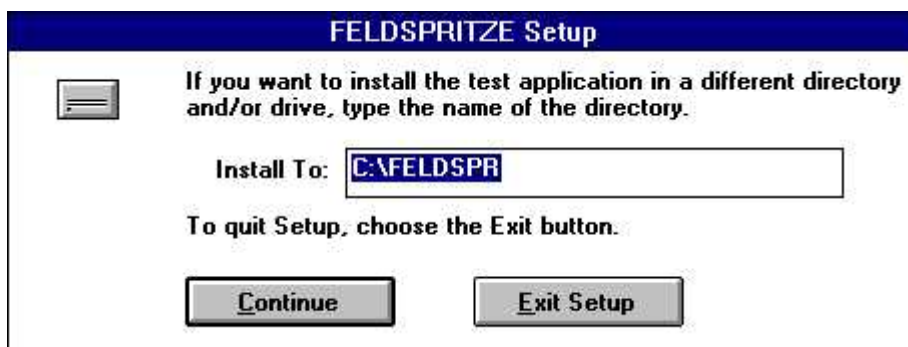 FELDSPRITZE Setup
If you want to install the test application in a different directory
and/or drive, type the name of the directory.
Install To: C:\FELDSPR
To quit Setup, choose the Exit button.
Continue Exit Setup